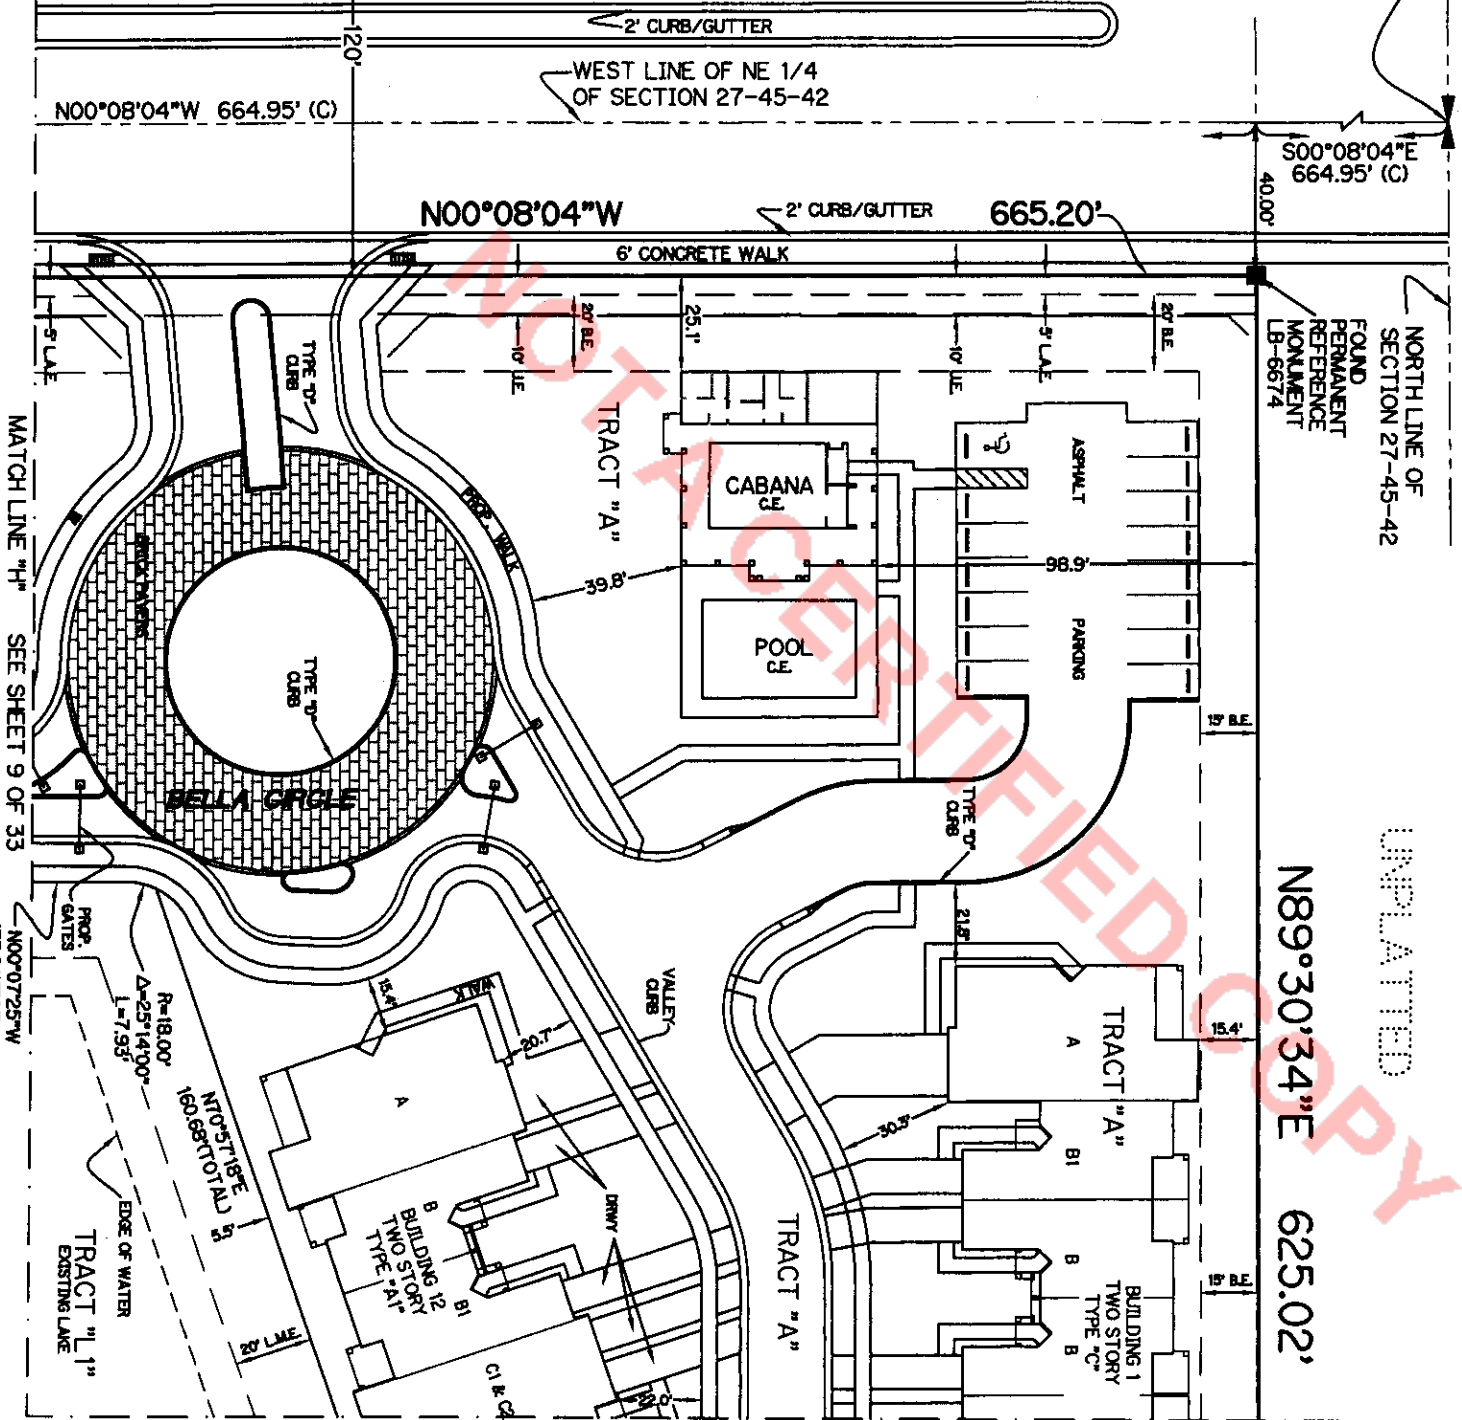 2' CURB/GUTTER
120'
WEST LINE OF NE 1/4
OF SECTION 27-45-42
N00°08'04"W 664.95' (C)
S00°08'04"E
664.95' (C)
40.00'
N00°08'04"W
2' CURB/GUTTER
665.20'
6' CONCRETE WALK
NORTH LINE OF
SECTION 27-45-42
FOUND
PERMANENT
REFERENCE
MONUMENT
LB-6674
5' L.A.E.
TYPE "D"
CURB
20' B.E.
10' U.E.
25.1'
10' U.E.
5' L.A.E.
20' B.E.
TRACT "A"
CABANA
C.E.
ASPHALT
PARKING
98.9'
PROP. WALK
39.8'
POOL
C.E.
BRICK PAVERS
TYPE "D"
CURB
BELLA CIRCLE
MATCH LINE "H" SEE SHEET 9 OF 33
15' B.E.
TYPE "D"
CURB
UNPLATTED
N89°30'34"E 625.02'
PROP.
GATES
N00°07'25"W
R=18.00'
Δ=25°14'00"
L=7.93'
N70°57'18"E
160.68'(TOTAL)
5.5'
15.4'
WALK
20.7'
VALLEY
CURB
21.8'
15.4'
TRACT "A"
A
A
30.3'
B1
B
B
BUILDING 1
TWO STORY
TYPE "C"
15' B.E.
DRWY
B
BUILDING 12
TWO STORY
TYPE "A1"
B1
C1 & C2
TRACT "A"
EDGE OF WATER
TRACT "L 1"
EXISTING LAKE
20' L.M.E.
NOT A CERTIFIED COPY